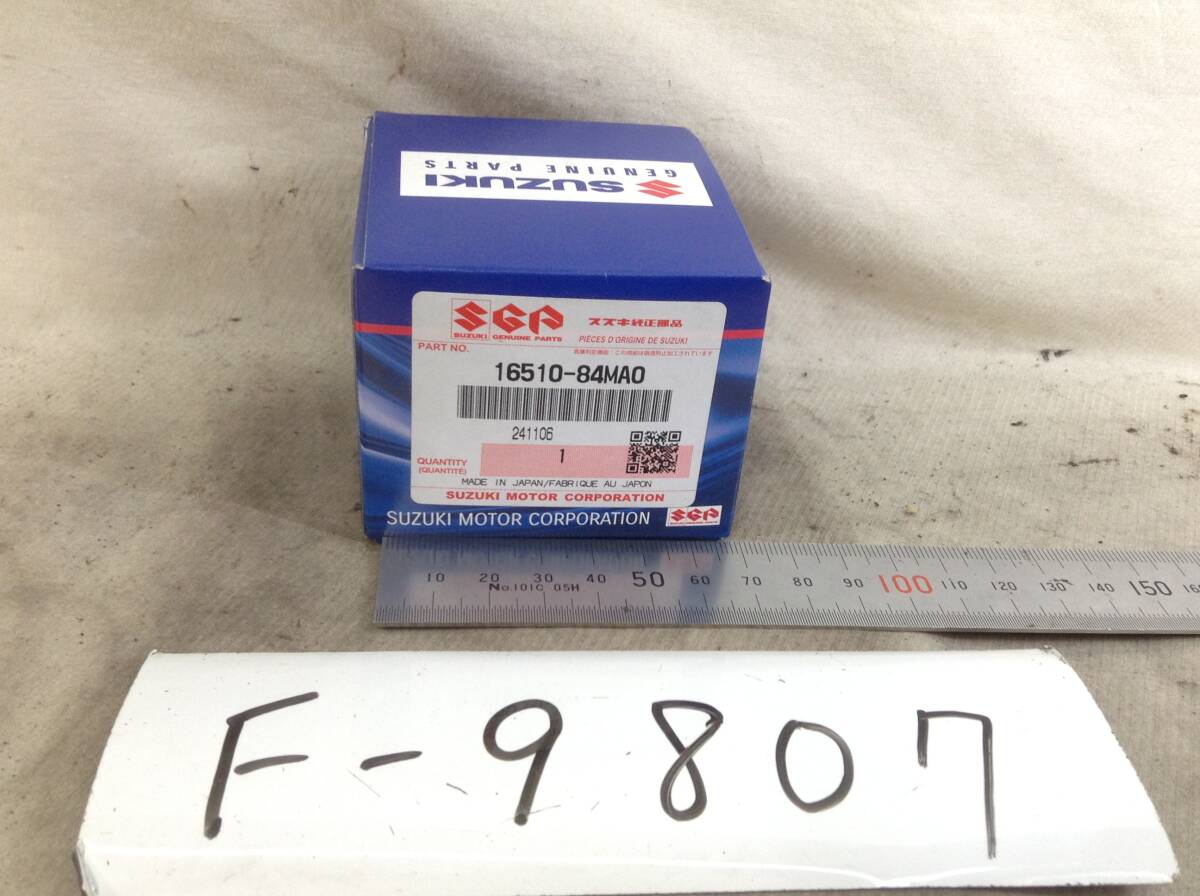 SUZUKI
GENUINE PARTS
SGP
SUZUKI GENUINE PARTS
スズキ純正部品
PIÈCES D'ORIGINE DE SUZUKI
PART NO.
16510-84MA0
241106
QUANTITY
(QUANTITÉ)
1
MADE IN JAPAN/FABRIQUE AU JAPON
SUZUKI MOTOR CORPORATION
SUZUKI MOTOR CORPORATION
SGP
10 20 30 40 50 60 70 80 90 100 110 120 130 140 150
No.101C 05H
F-9807